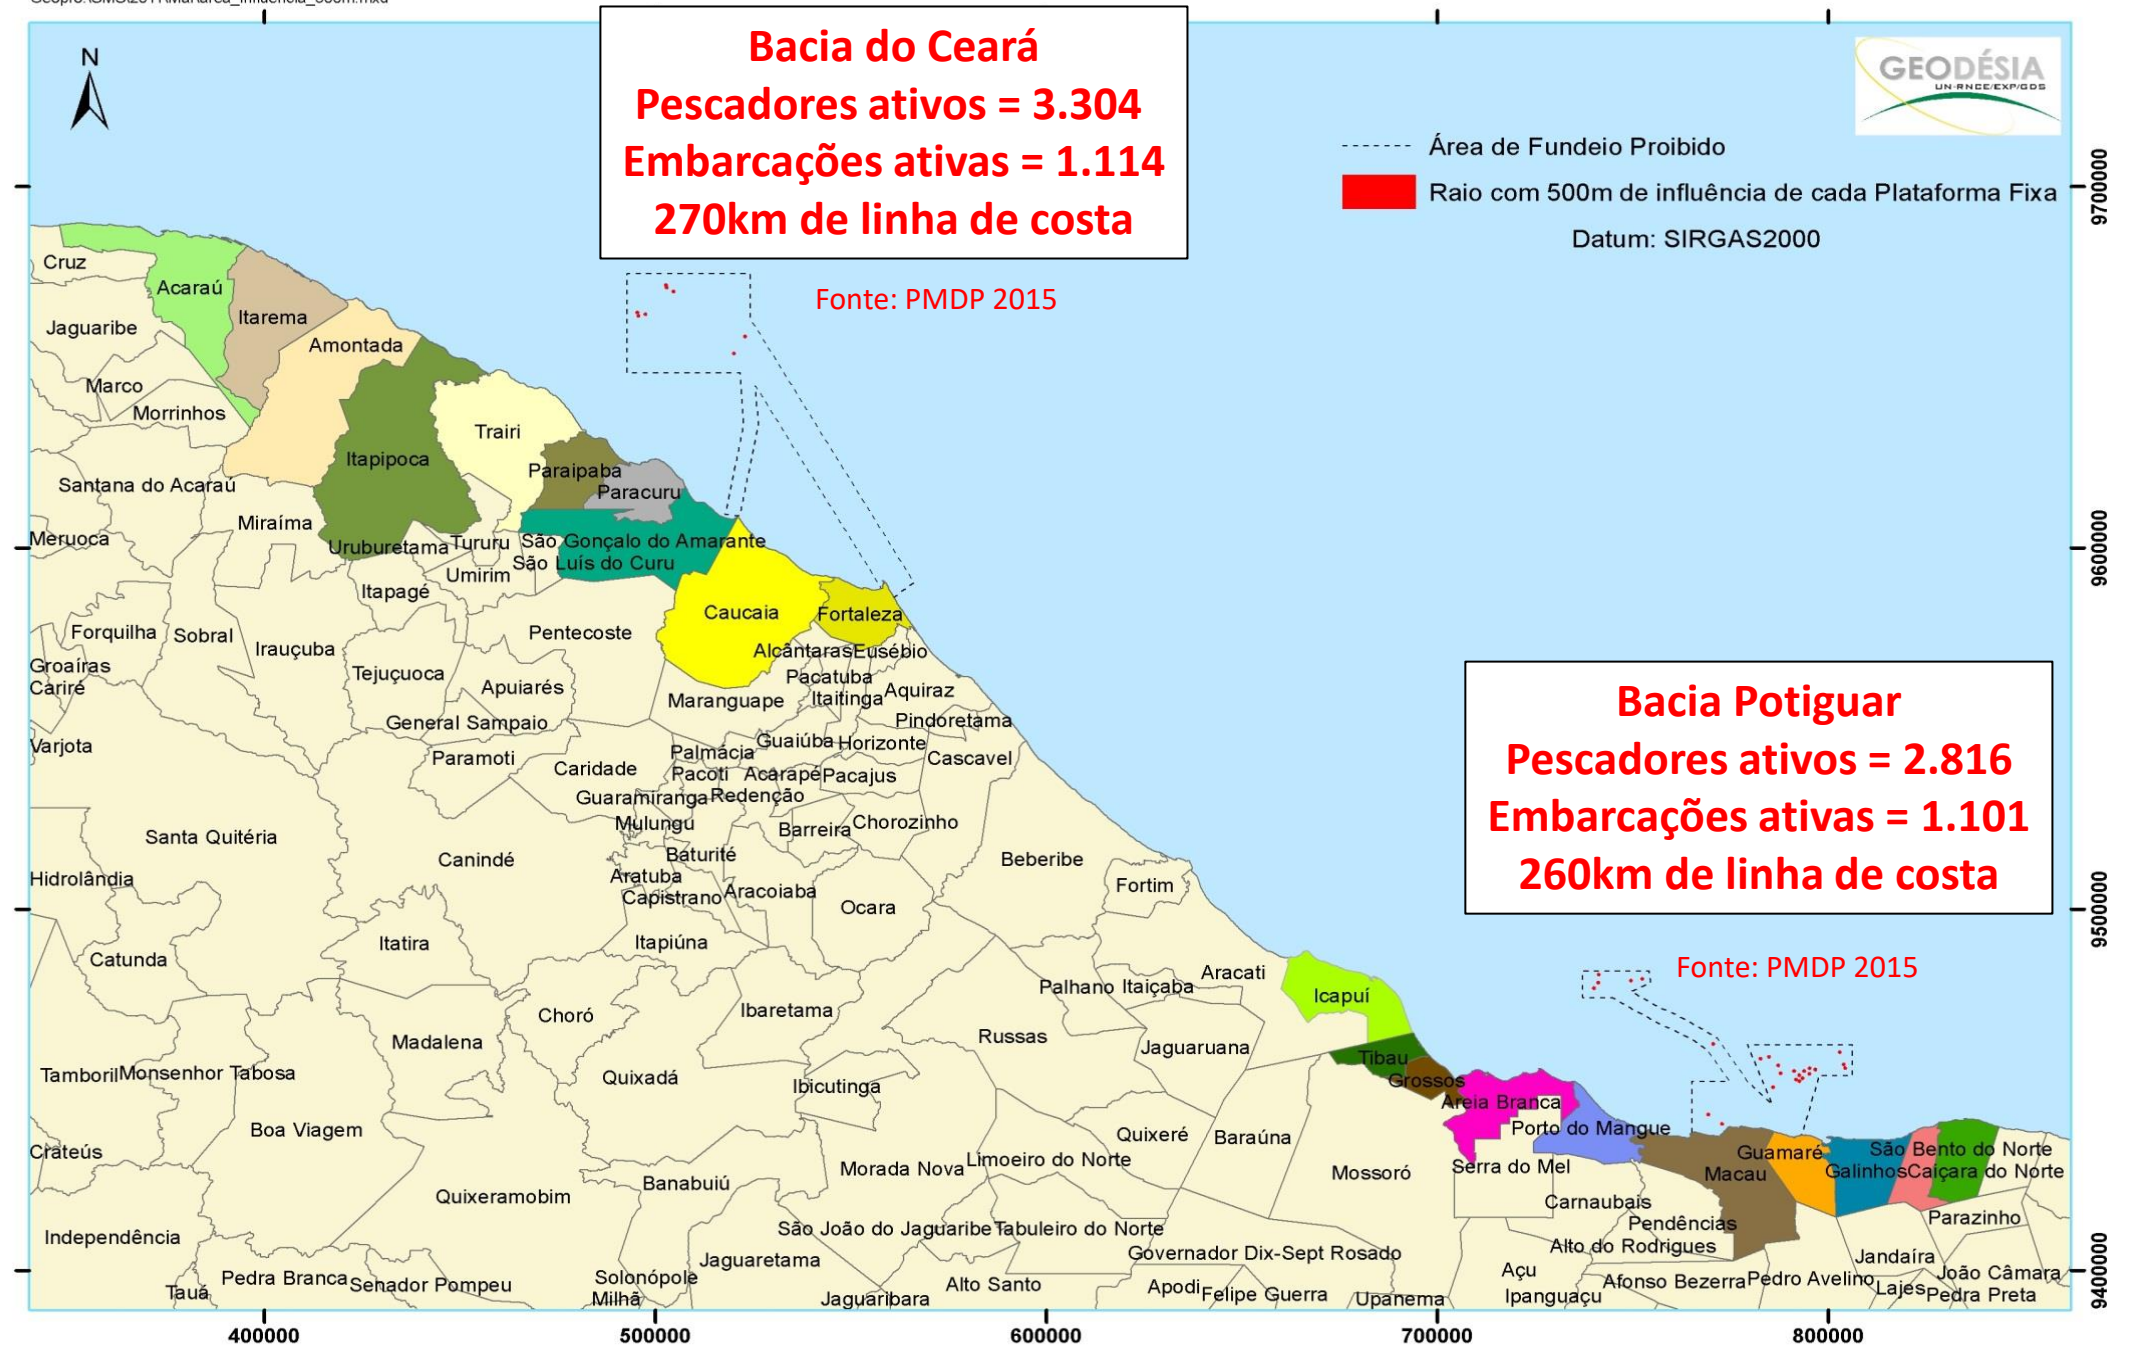 N
Bacia do Ceará
Pescadores ativos = 3.304
Embarcações ativas = 1.114
270km de linha de costa
Fonte: PMDP 2015
GEODÉSIA
UN-RNCE/EXP/GDS
Área de Fundeio Proibido
Raio com 500m de influência de cada Plataforma Fixa
Datum: SIRGAS2000
Bacia Potiguar
Pescadores ativos = 2.816
Embarcações ativas = 1.101
260km de linha de costa
Fonte: PMDP 2015
Cruz
Acaraú
Itarema
Jaguaribe
Amontada
Marco
Morrinhos
Trairi
Itapipoca
Paraipaba
Paracuru
Santana do Acaraú
Miraíma
Meruoca
Uruburetama
Tururu
São Gonçalo do Amarante
São Luís do Curu
Umirim
Itapagé
Caucaia
Fortaleza
Forquilha
Sobral
Irauçuba
Pentecoste
Alcântaras
Eusébio
Groaíras
Cariré
Tejuçuoca
Apuiarés
Pacatuba
Itaitinga
Aquiraz
Maranguape
General Sampaio
Pindoretama
Varjota
Paramoti
Palmácia
Guaiúba
Horizonte
Cascavel
Caridade
Pacoti
Acarapé
Pacajus
Guaramiranga
Redenção
Mulungu
Barreira
Chorozinho
Santa Quitéria
Canindé
Baturité
Beberibe
Hidrolândia
Aratuba
Capistrano
Aracoiaba
Fortim
Ocara
Itatira
Itapiúna
Catunda
Aracati
Palhano
Itaiçaba
Icapuí
Choró
Ibaretama
Russas
Madalena
Jaguaruana
Tibau
Tamboril
Monsenhor Tabosa
Quixadá
Ibicutinga
Grossos
Areia Branca
Porto do Mangue
Boa Viagem
Quixeré
Baraúna
Crateús
Guamaré
São Bento do Norte
Morada Nova
Limoeiro do Norte
Mossoró
Serra do Mel
Macau
Galinhos
Caiçara do Norte
Quixeramobim
Banabuiú
Carnaubais
Pendências
Parazinho
Independência
São João do Jaguaribe
Tabuleiro do Norte
Alto do Rodrigues
Jaguaretama
Governador Dix-Sept Rosado
Jandaíra
Açu
João Câmara
Tauá
Pedra Branca
Senador Pompeu
Solonópole
Milhã
Alto Santo
Apodi
Felipe Guerra
Afonso Bezerra
Pedro Avelino
Lajes
Pedra Preta
Jaguaribara
Upanema
Ipanguaçu
9700000
9600000
9500000
9400000
400000
500000
600000
700000
800000